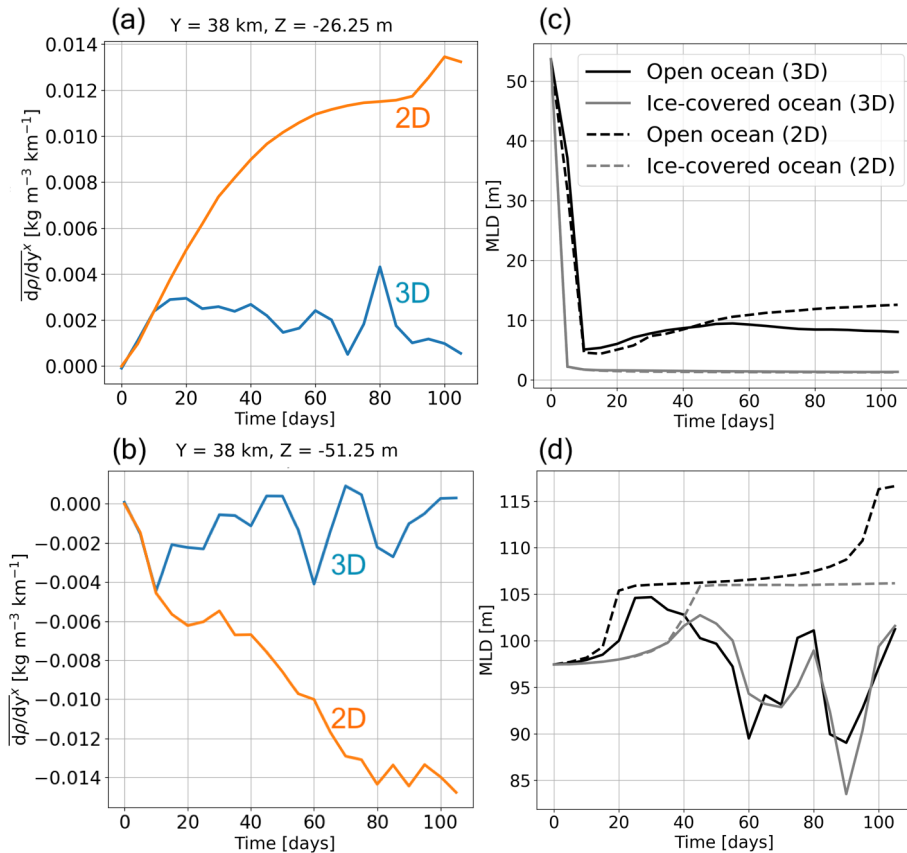 (a)
Y = 38 km, Z = -26.25 m
0.014
0.012
0.010
0.008
0.006
0.004
0.002
0.000
dρ/dyˣ [kg m⁻³ km⁻¹]
2D
3D
0 20 40 60 80 100
Time [days]
(c)
50
40
30
20
10
0
MLD [m]
Open ocean (3D)
Ice-covered ocean (3D)
Open ocean (2D)
Ice-covered ocean (2D)
0 20 40 60 80 100
Time [days]
(b)
Y = 38 km, Z = -51.25 m
0.000
−0.002
−0.004
−0.006
−0.008
−0.010
−0.012
−0.014
dρ/dyˣ [kg m⁻³ km⁻¹]
3D
2D
0 20 40 60 80 100
Time [days]
(d)
115
110
105
100
95
90
85
MLD [m]
0 20 40 60 80 100
Time [days]